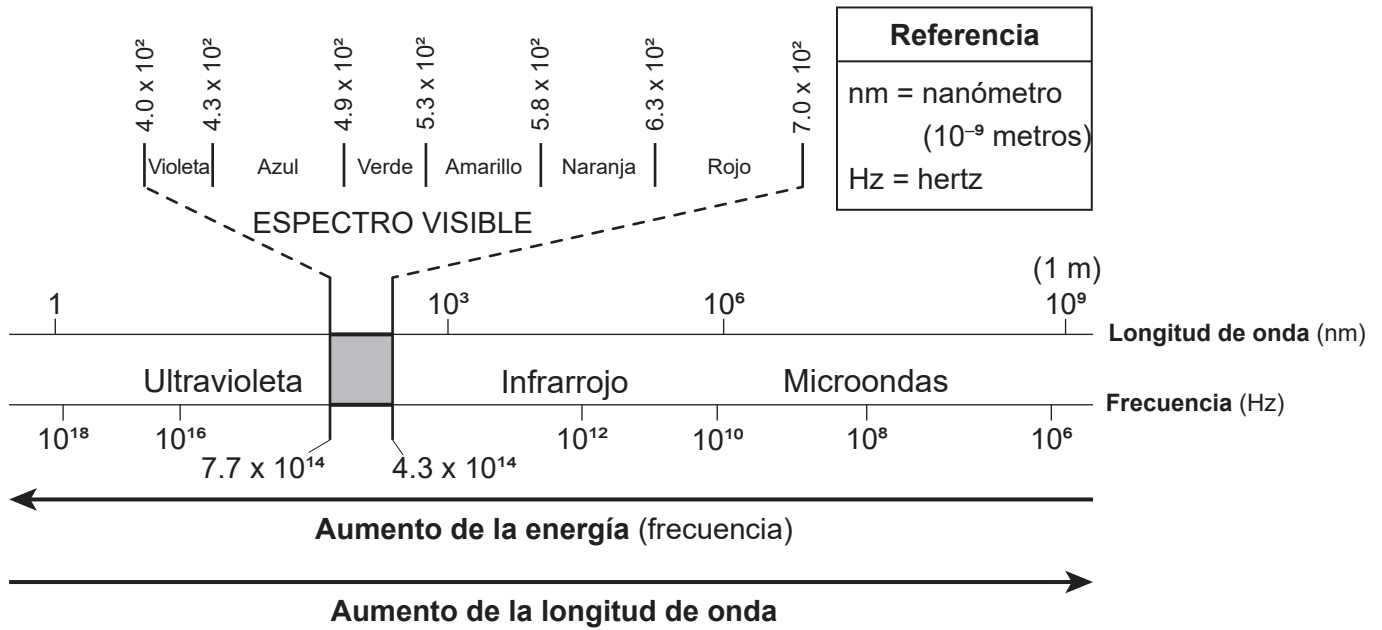 4.0 x 10²
4.3 x 10²
4.9 x 10²
5.3 x 10²
5.8 x 10²
6.3 x 10²
7.0 x 10²
Violeta Azul Verde Amarillo Naranja Rojo
ESPECTRO VISIBLE
Referencia
nm = nanómetro
(10⁻⁹ metros)
Hz = hertz
(1 m)
1 10³ 10⁶ 10⁹
Longitud de onda (nm)
Ultravioleta Infrarrojo Microondas
Frecuencia (Hz)
10¹⁸ 10¹⁶ 10¹² 10¹⁰ 10⁸ 10⁶
7.7 x 10¹⁴ 4.3 x 10¹⁴
Aumento de la energía (frecuencia)
Aumento de la longitud de onda